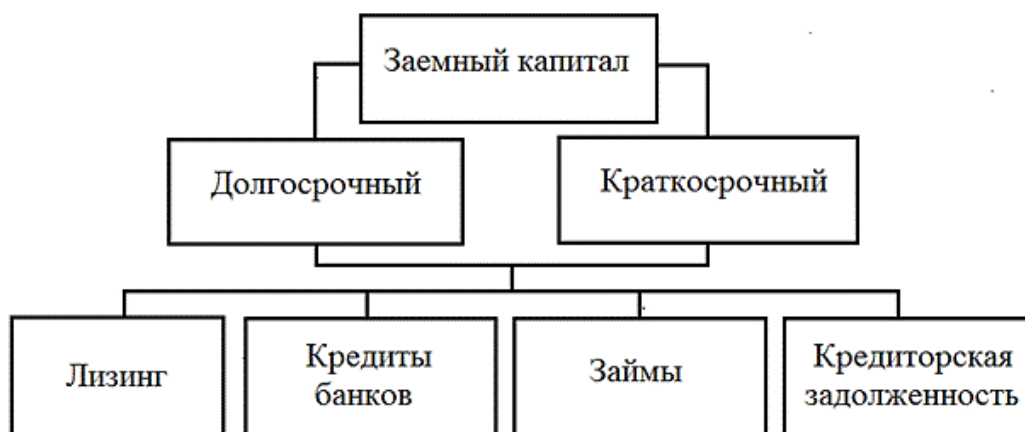 Заемный капитал
Долгосрочный
Краткосрочный
Лизинг
Кредиты
банков
Займы
Кредиторская
задолженность